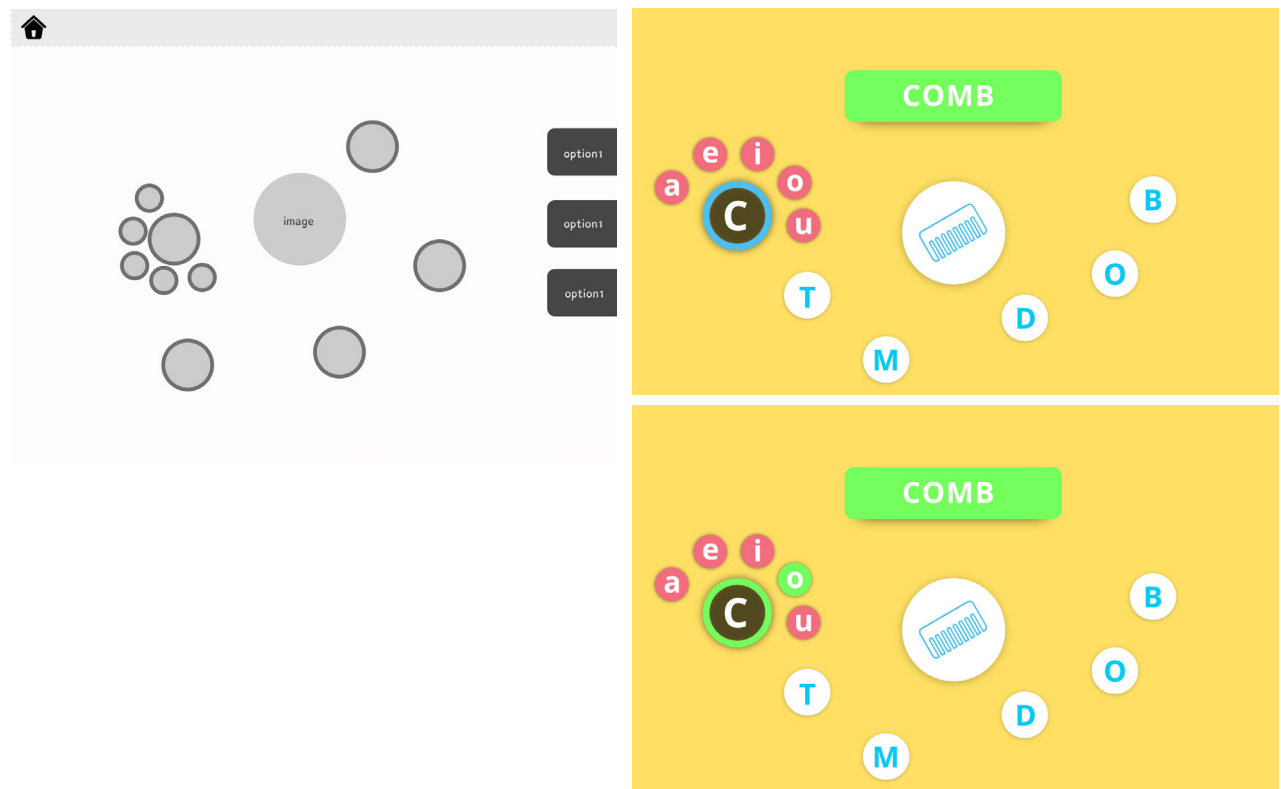 image
option1
option1
option1
COMB
a e i o u
C
T M D O B
COMB
a e i o u
C
T M D O B